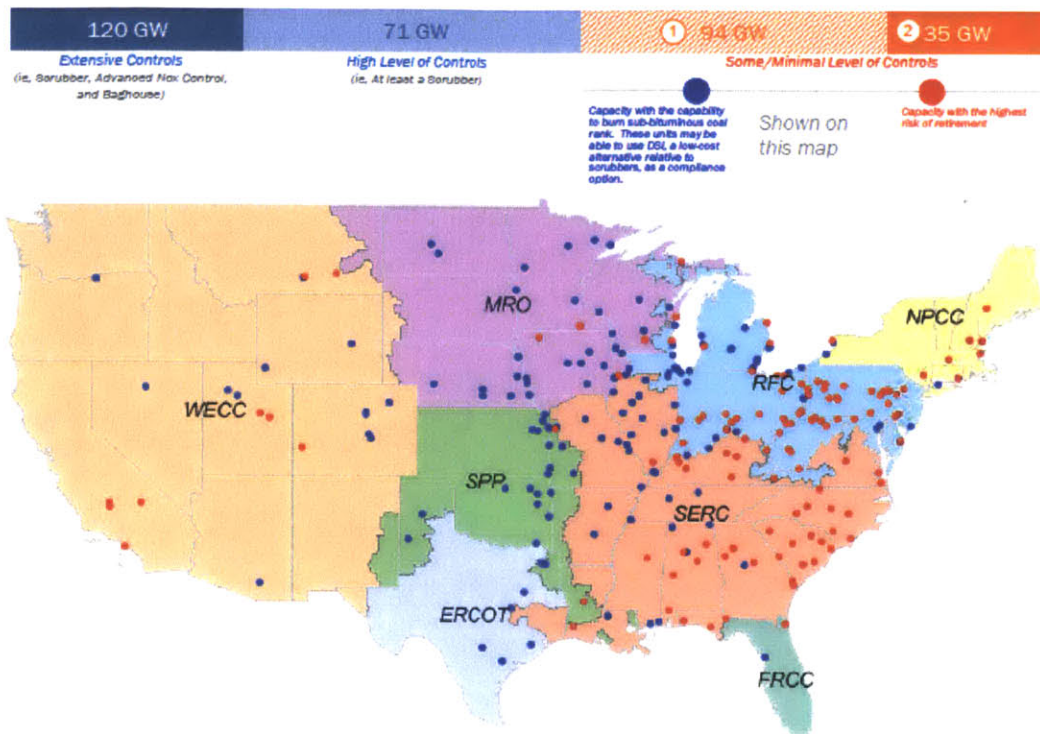 120 GW
71 GW
1 94 GW
2 35 GW
Extensive Controls
(ie, Scrubber, Advanced Nox Control,
and Baghouse)
High Level of Controls
(ie, At least a Scrubber)
Some/Minimal Level of Controls
Capacity with the capability
to burn sub-bituminous coal
rank. These units may be
able to use DSI, a low-cost
alternative relative to
scrubbers, as a compliance
option.
Shown on
this map
Capacity with the highest
risk of retirement
MRO
NPCC
RFC
WECC
SPP
SERC
ERCOT
FRCC